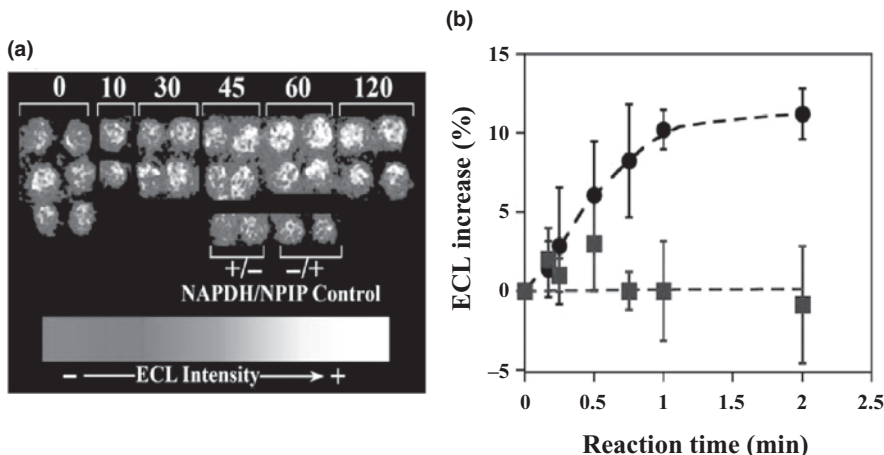 (a)
0 10 30 45 60 120
+/− −/+
NAPDH/NPIP Control
− ECL Intensity +
(b)
15
10
5
0
−5
0 0.5 1 1.5 2 2.5
ECL increase (%)
Reaction time (min)